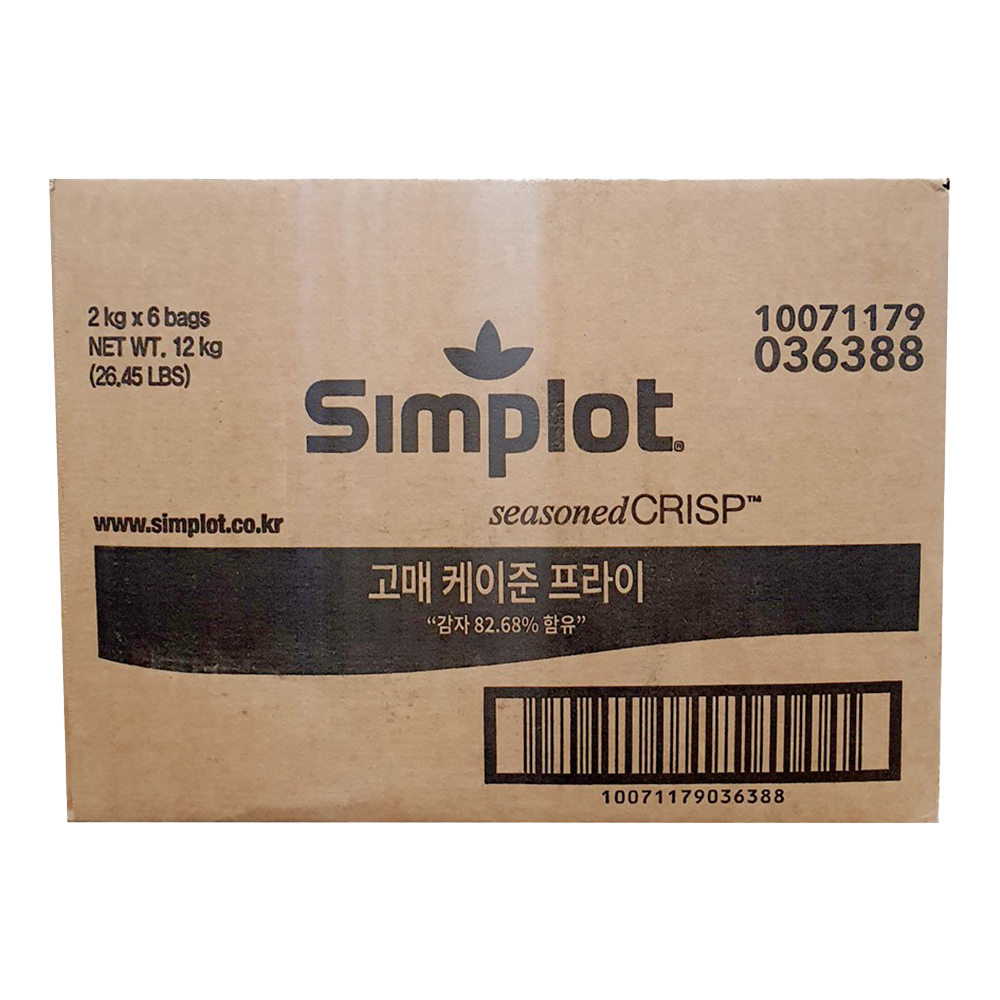 2 kg x 6 bags
NET WT. 12 kg
(26.45 LBS)
10071179
036388
Simplot®
seasonedCRISP™
www.simplot.co.kr
고매 케이준 프라이
“감자 82.68% 함유”
10071179036388